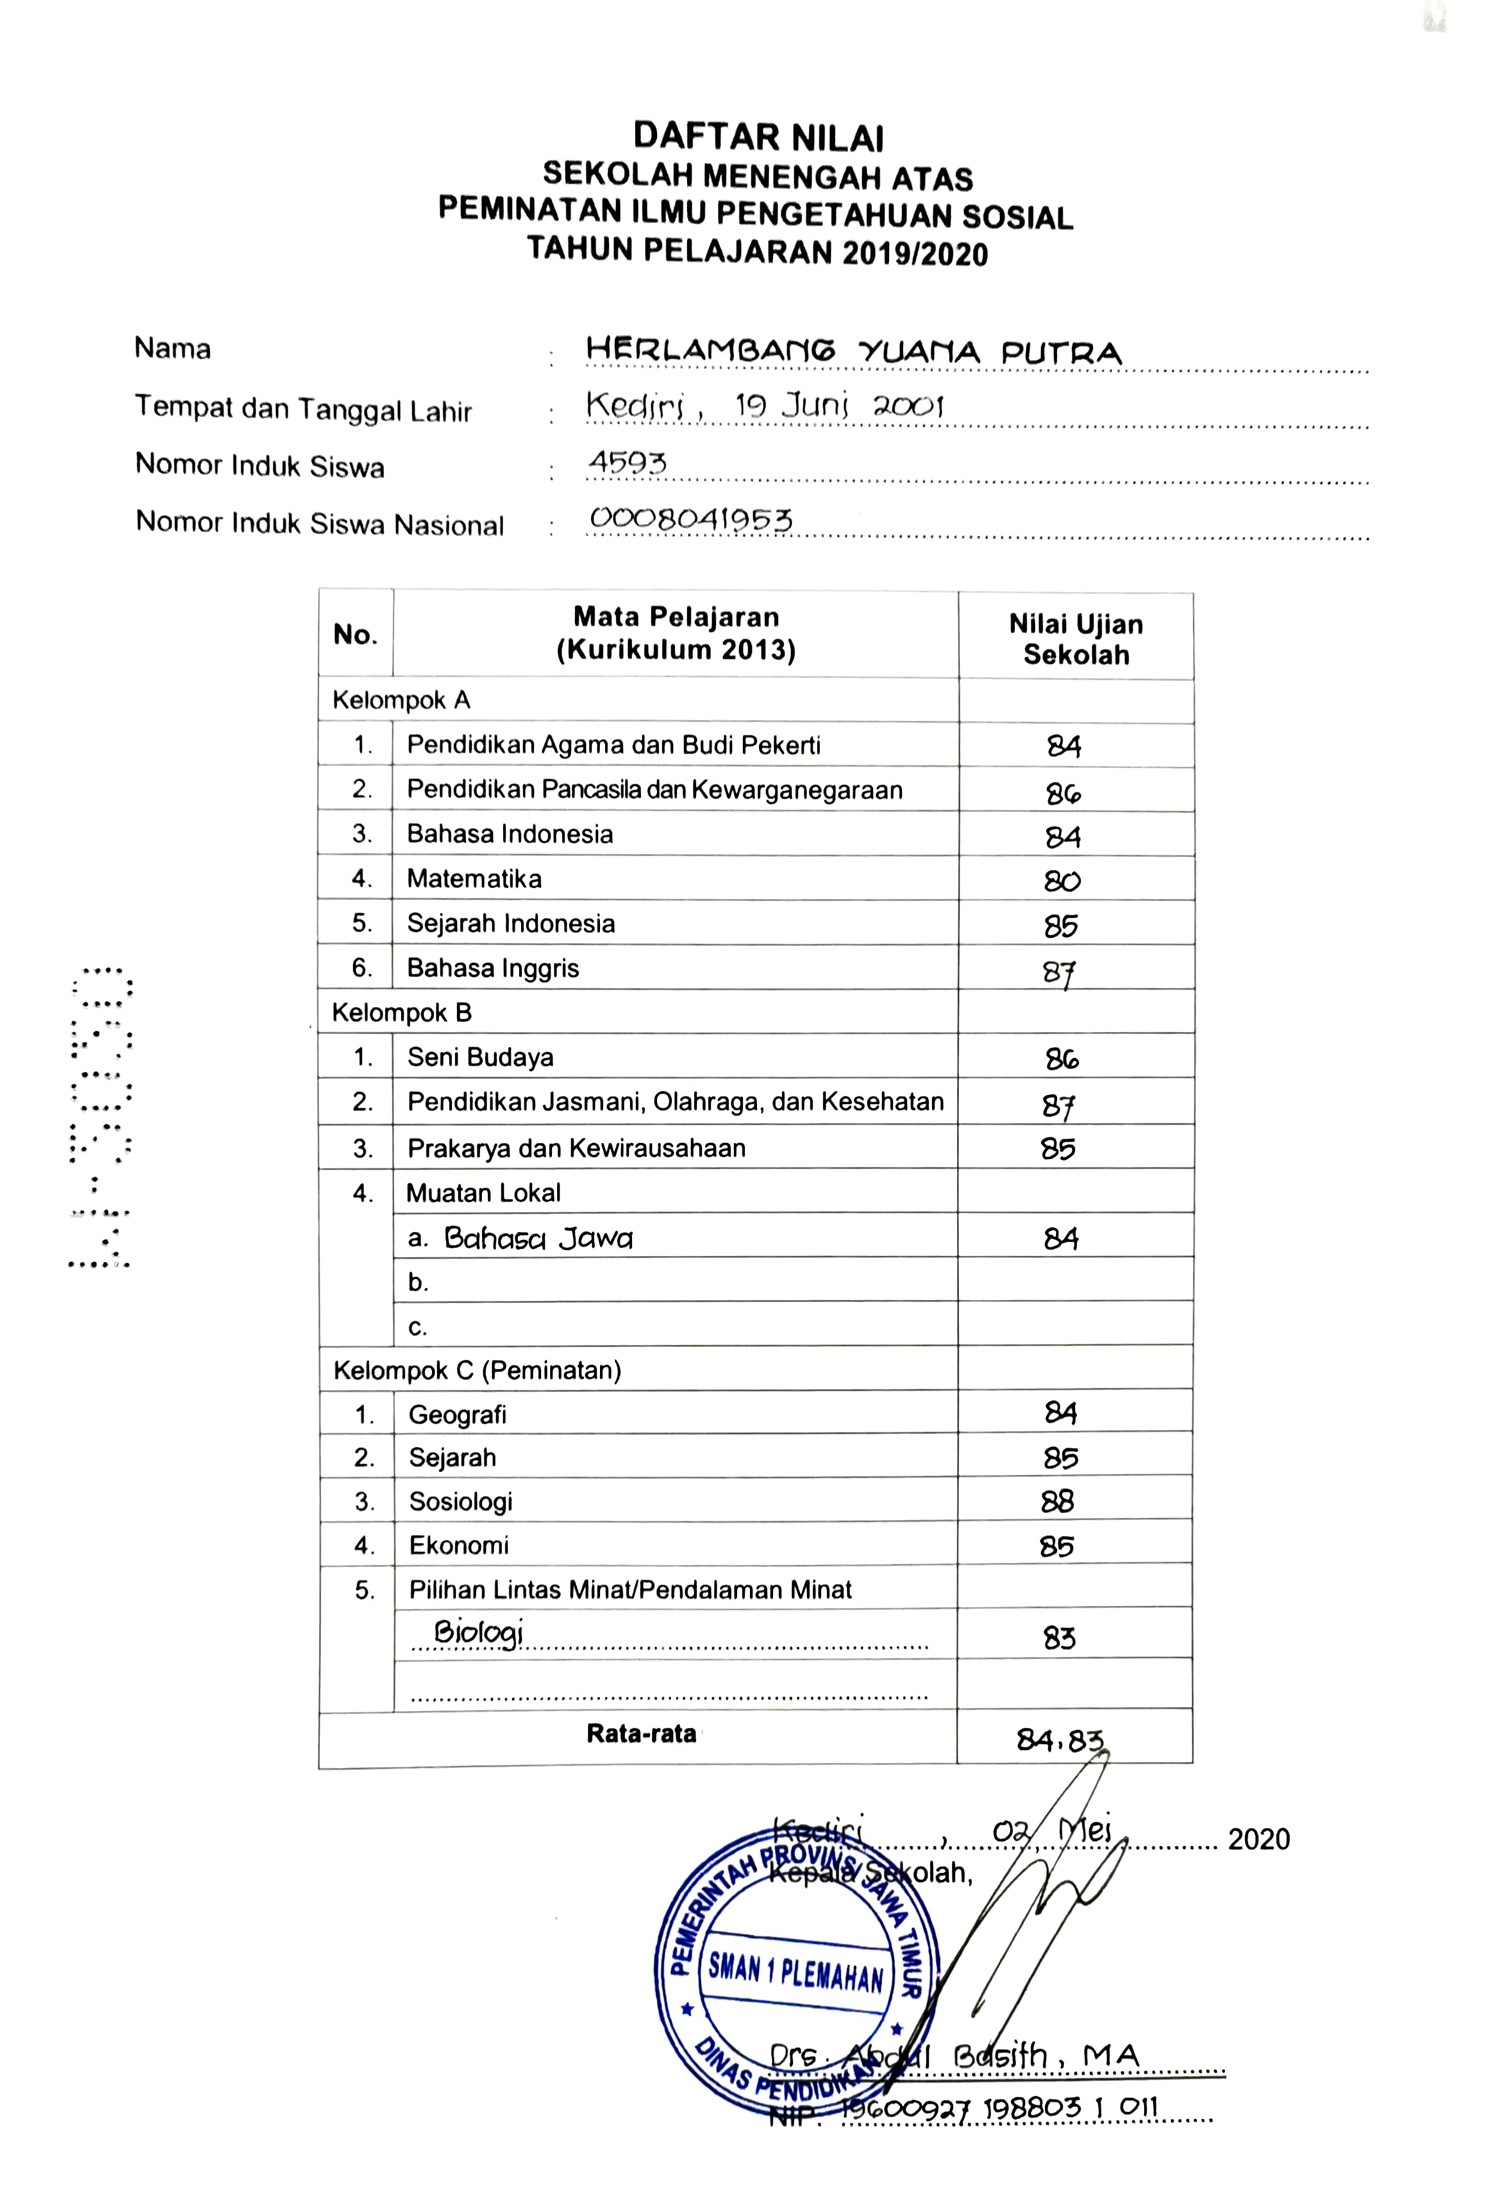 DAFTAR NILAI
SEKOLAH MENENGAH ATAS
PEMINATAN ILMU PENGETAHUAN SOSIAL
TAHUN PELAJARAN 2019/2020
Nama : HERLAMBANG YUANA PUTRA
Tempat dan Tanggal Lahir : Kediri, 19 Juni 2001
Nomor Induk Siswa : 4593
Nomor Induk Siswa Nasional : 0008041953
No. Mata Pelajaran (Kurikulum 2013) Nilai Ujian Sekolah
Kelompok A
1. Pendidikan Agama dan Budi Pekerti 84
2. Pendidikan Pancasila dan Kewarganegaraan 86
3. Bahasa Indonesia 84
4. Matematika 80
5. Sejarah Indonesia 85
6. Bahasa Inggris 87
Kelompok B
1. Seni Budaya 86
2. Pendidikan Jasmani, Olahraga, dan Kesehatan 87
3. Prakarya dan Kewirausahaan 85
4. Muatan Lokal
a. Bahasa Jawa 84
b.
c.
Kelompok C (Peminatan)
1. Geografi 84
2. Sejarah 85
3. Sosiologi 88
4. Ekonomi 85
5. Pilihan Lintas Minat/Pendalaman Minat
Biologi 83
Rata-rata 84,83
Kediri, 02 Mei 2020
Kepala Sekolah,
PEMERINTAH PROVINSI JAWA TIMUR
SMAN 1 PLEMAHAN
DINAS PENDIDIKAN
Drs. Abdul Basith, MA
NIP. 19600927 198803 1 011